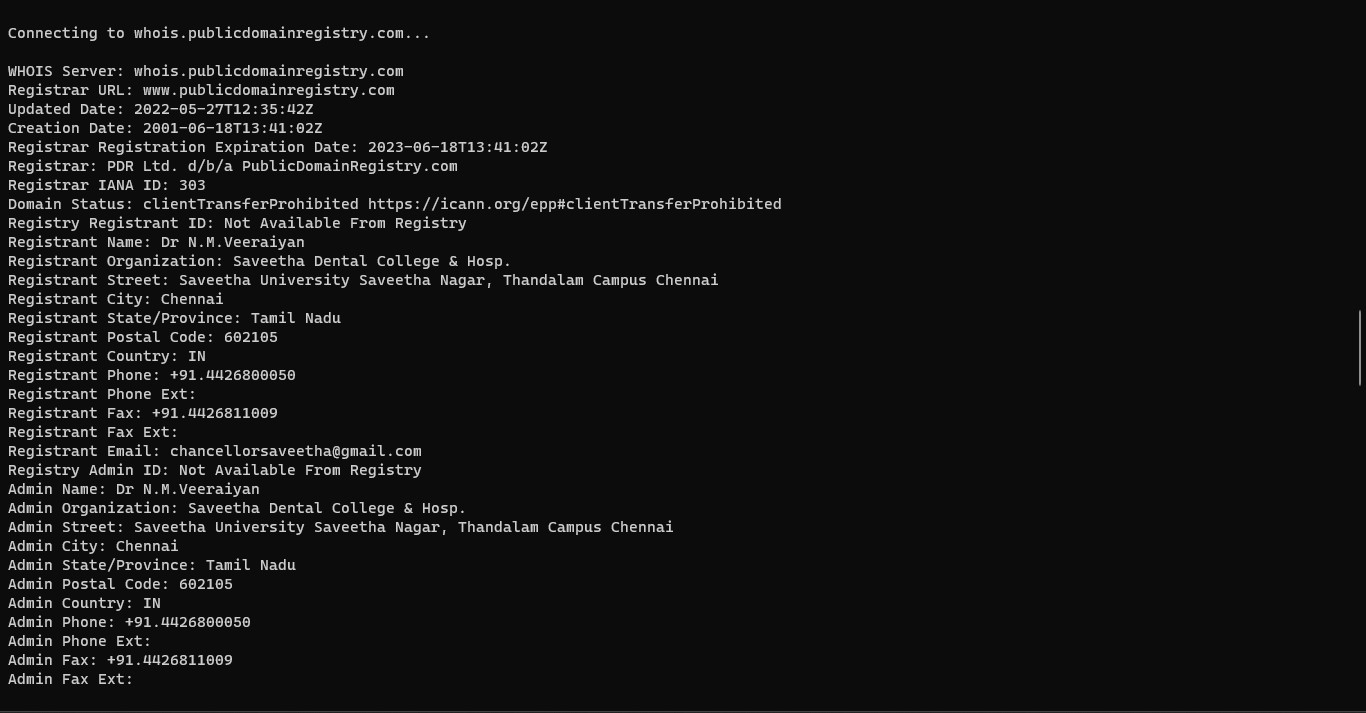 Connecting to whois.publicdomainregistry.com...
WHOIS Server: whois.publicdomainregistry.com
Registrar URL: www.publicdomainregistry.com
Updated Date: 2022-05-27T12:35:42Z
Creation Date: 2001-06-18T13:41:02Z
Registrar Registration Expiration Date: 2023-06-18T13:41:02Z
Registrar: PDR Ltd. d/b/a PublicDomainRegistry.com
Registrar IANA ID: 303
Domain Status: clientTransferProhibited https://icann.org/epp#clientTransferProhibited
Registry Registrant ID: Not Available From Registry
Registrant Name: Dr N.M.Veeraiyan
Registrant Organization: Saveetha Dental College & Hosp.
Registrant Street: Saveetha University Saveetha Nagar, Thandalam Campus Chennai
Registrant City: Chennai
Registrant State/Province: Tamil Nadu
Registrant Postal Code: 602105
Registrant Country: IN
Registrant Phone: +91.4426800050
Registrant Phone Ext:
Registrant Fax: +91.4426811009
Registrant Fax Ext:
Registrant Email: chancellorsaveetha@gmail.com
Registry Admin ID: Not Available From Registry
Admin Name: Dr N.M.Veeraiyan
Admin Organization: Saveetha Dental College & Hosp.
Admin Street: Saveetha University Saveetha Nagar, Thandalam Campus Chennai
Admin City: Chennai
Admin State/Province: Tamil Nadu
Admin Postal Code: 602105
Admin Country: IN
Admin Phone: +91.4426800050
Admin Phone Ext:
Admin Fax: +91.4426811009
Admin Fax Ext: